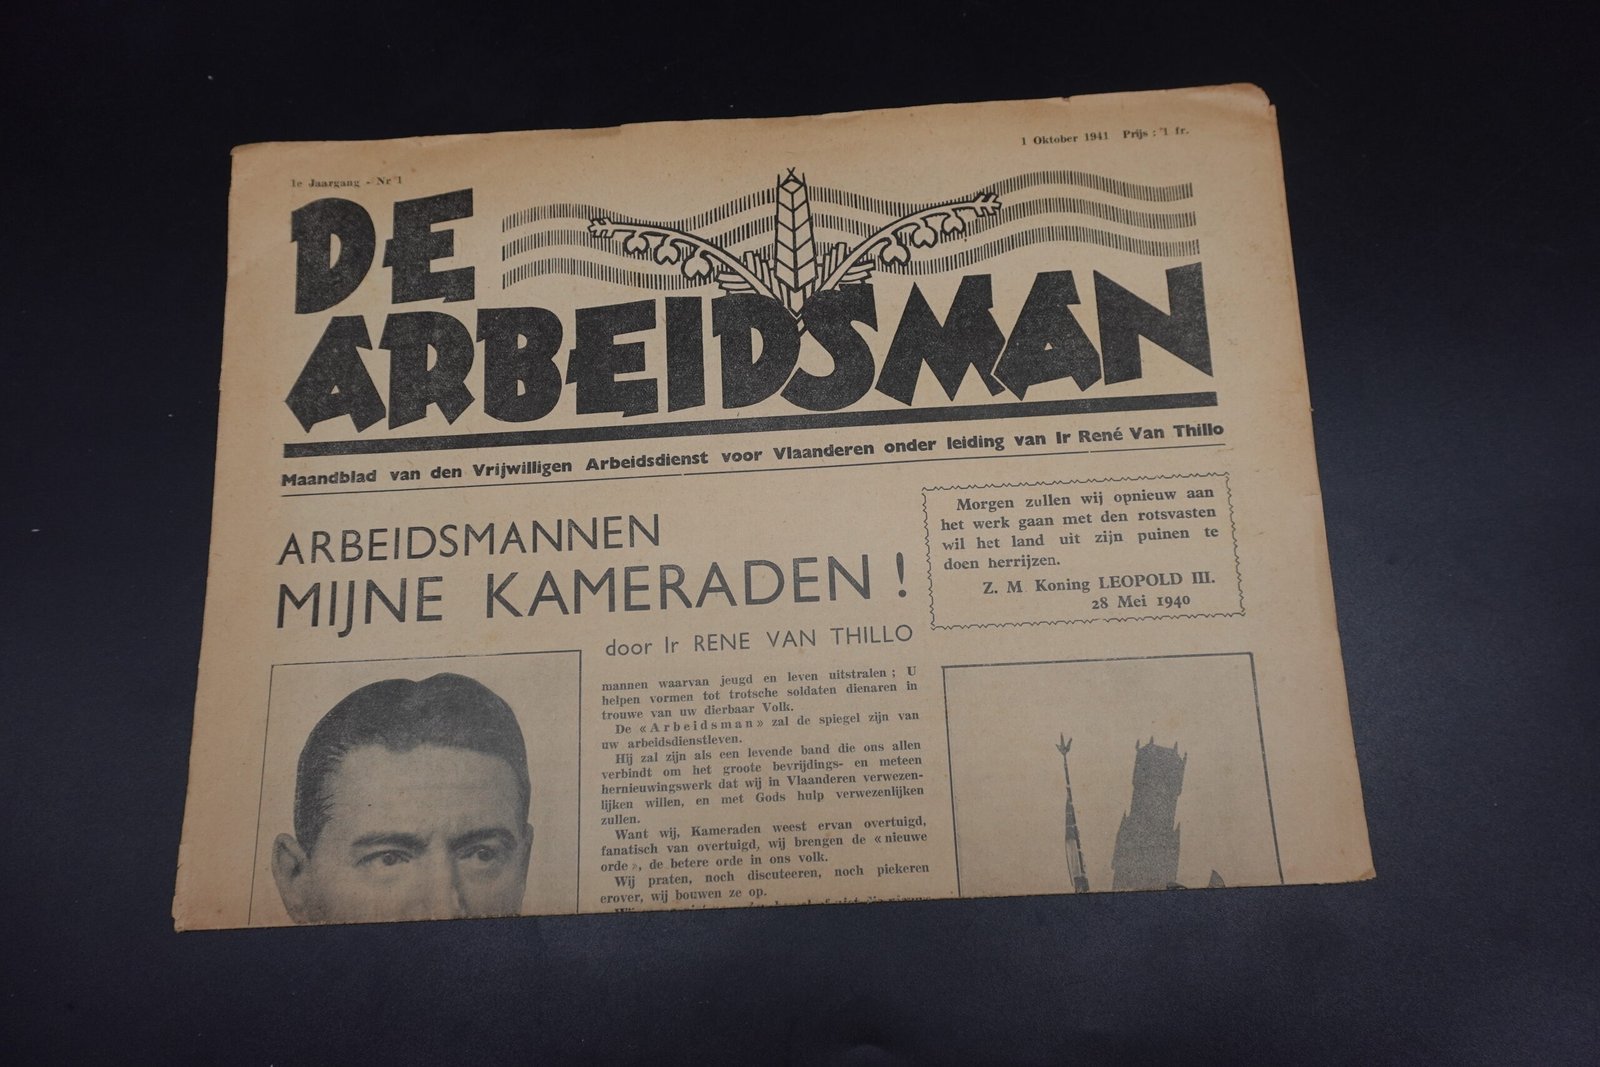 1e Jaargang - Nr 1
1 Oktober 1941 Prijs : 1 fr.
DE
ARBEIDSMAN
Maandblad van den Vrijwilligen Arbeidsdienst voor Vlaanderen onder leiding van Ir René Van Thillo
ARBEIDSMANNEN
MIJNE KAMERADEN !
door Ir RENE VAN THILLO
Morgen zullen wij opnieuw aan
het werk gaan met den rotsvasten
wil het land uit zijn puinen te
doen herrijzen.
Z. M. Koning LEOPOLD III.
28 Mei 1940
mannen waarvan jeugd en leven uitstralen ; U
helpen vormen tot trotsche soldaten dienaren in
trouwe van uw dierbaar Volk.
De « Arbeidsman » zal de spiegel zijn van
uw arbeidsdienstleven.
Hij zal zijn als een levende band die ons allen
verbindt om het groote bevrijdings- en meteen
hernieuwingswerk dat wij in Vlaanderen verwezen-
lijken willen, en met Gods hulp verwezenlijken
zullen.
Want wij, Kameraden weest ervan overtuigd,
fanatisch van overtuigd, wij brengen de « nieuwe
orde », de betere orde in ons volk.
Wij praten, noch discuteeren, noch piekeren
erover, wij bouwen ze op.